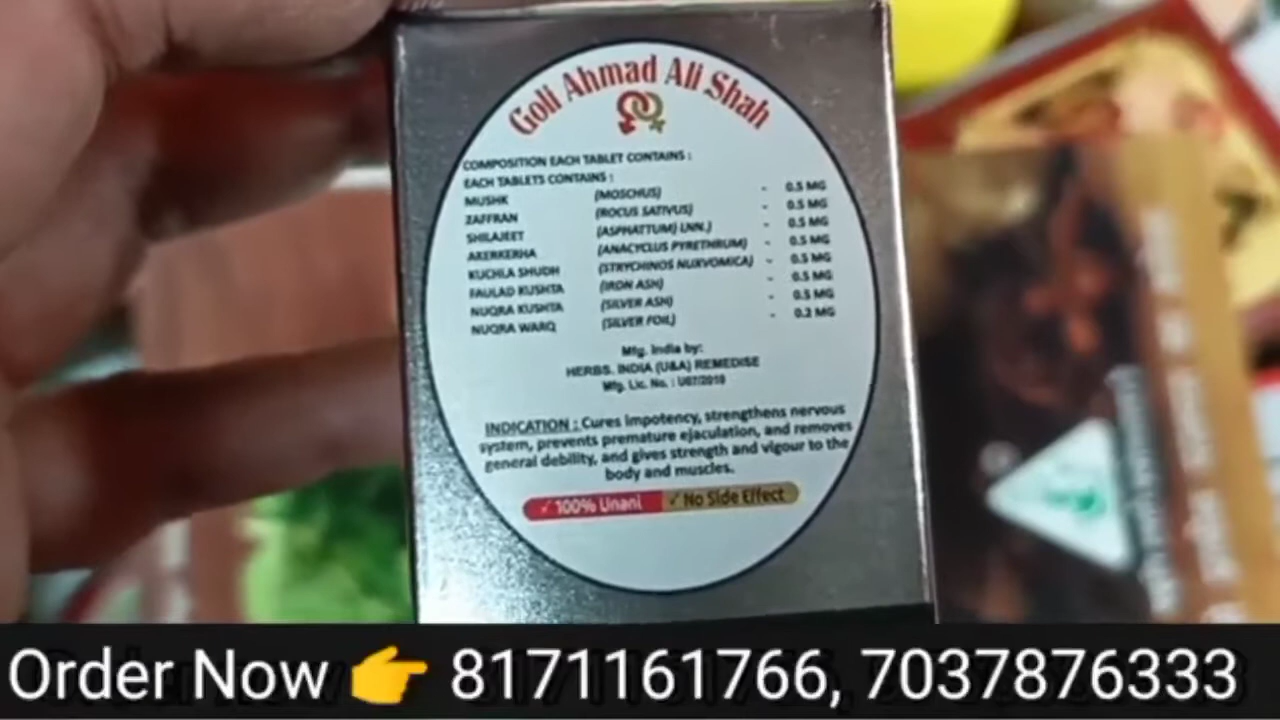 Goli Ahmad Ali Shah
COMPOSITION EACH TABLET CONTAINS :
EACH TABLETS CONTAINS :
MUSHK (MOSCHUS) - 0.5 MG
ZAFFRAN (ROCUS SATIVUS) - 0.5 MG
SHILAJEET (ASPHATTUM) LNN.) - 0.5 MG
AKERKERHA (ANACYCLUS PYRETHRUM) - 0.5 MG
KUCHLA SHUDH (STRYCHINOS NUXVOMICA) - 0.5 MG
FAULAD KUSHTA (IRON ASH) - 0.5 MG
NUQRA KUSHTA (SILVER ASH) - 0.5 MG
NUQRA WARQ (SILVER FOIL) - 0.2 MG
Mfg. India by:
HERBS. INDIA (U&A) REMEDISE
Mfg. Lic. No. : U07/2010
INDICATION : Cures impotency, strengthens nervous
system, prevents premature ejaculation, and removes
general debility, and gives strength and vigour to the
body and muscles.
✓ 100% Unani ✓ No Side Effect
Order Now 👉 8171161766, 7037876333